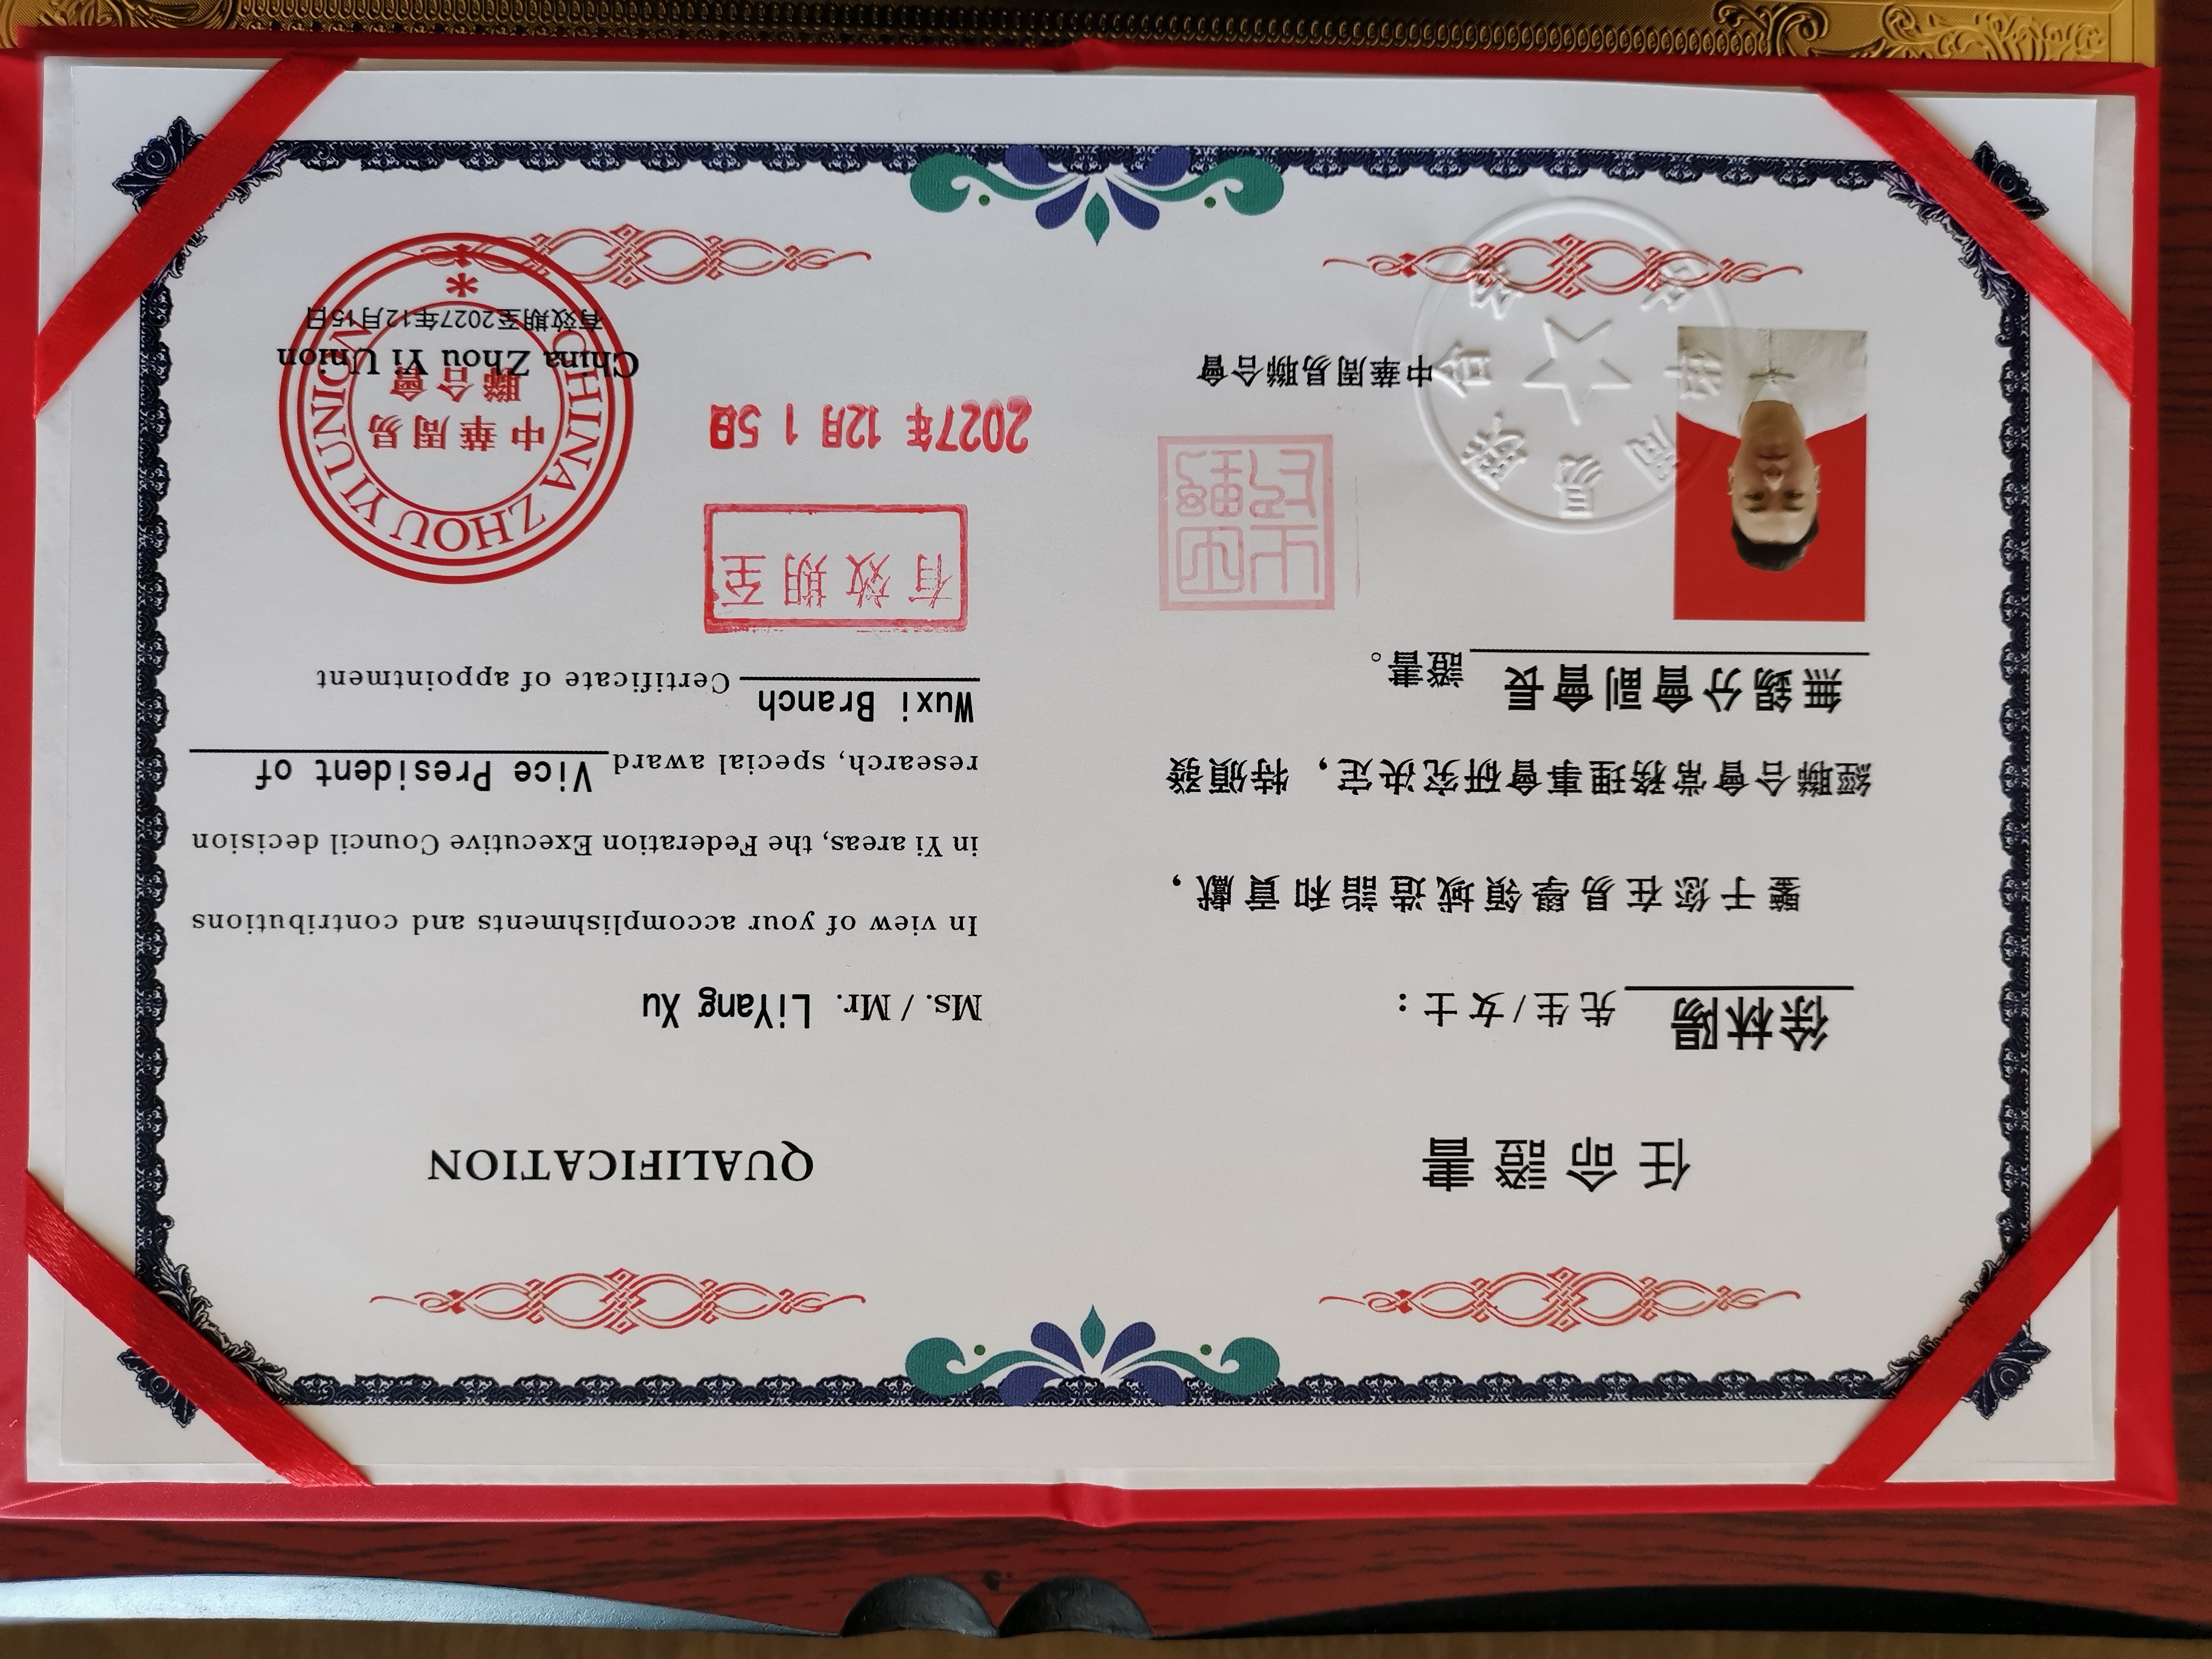 任命證書
徐林陽 先生/女士:
鑒于您在易學領域造詣和貢獻,
經聯合會常務理事會研究決定,特頒發
無錫分會副會長 證書。
中華周易聯合會
QUALIFICATION
Ms. / Mr. LiYang Xu
In view of your accomplishments and contributions
in Yi areas, the Federation Executive Council decision
research, special award Vice President of
Wuxi Branch Certificate of appointment
有效期至
2027年12月15日
CHINA ZHOU YI UNION
中華周易
聯合會
China Zhou Yi Union
有效期至2027年12月15日